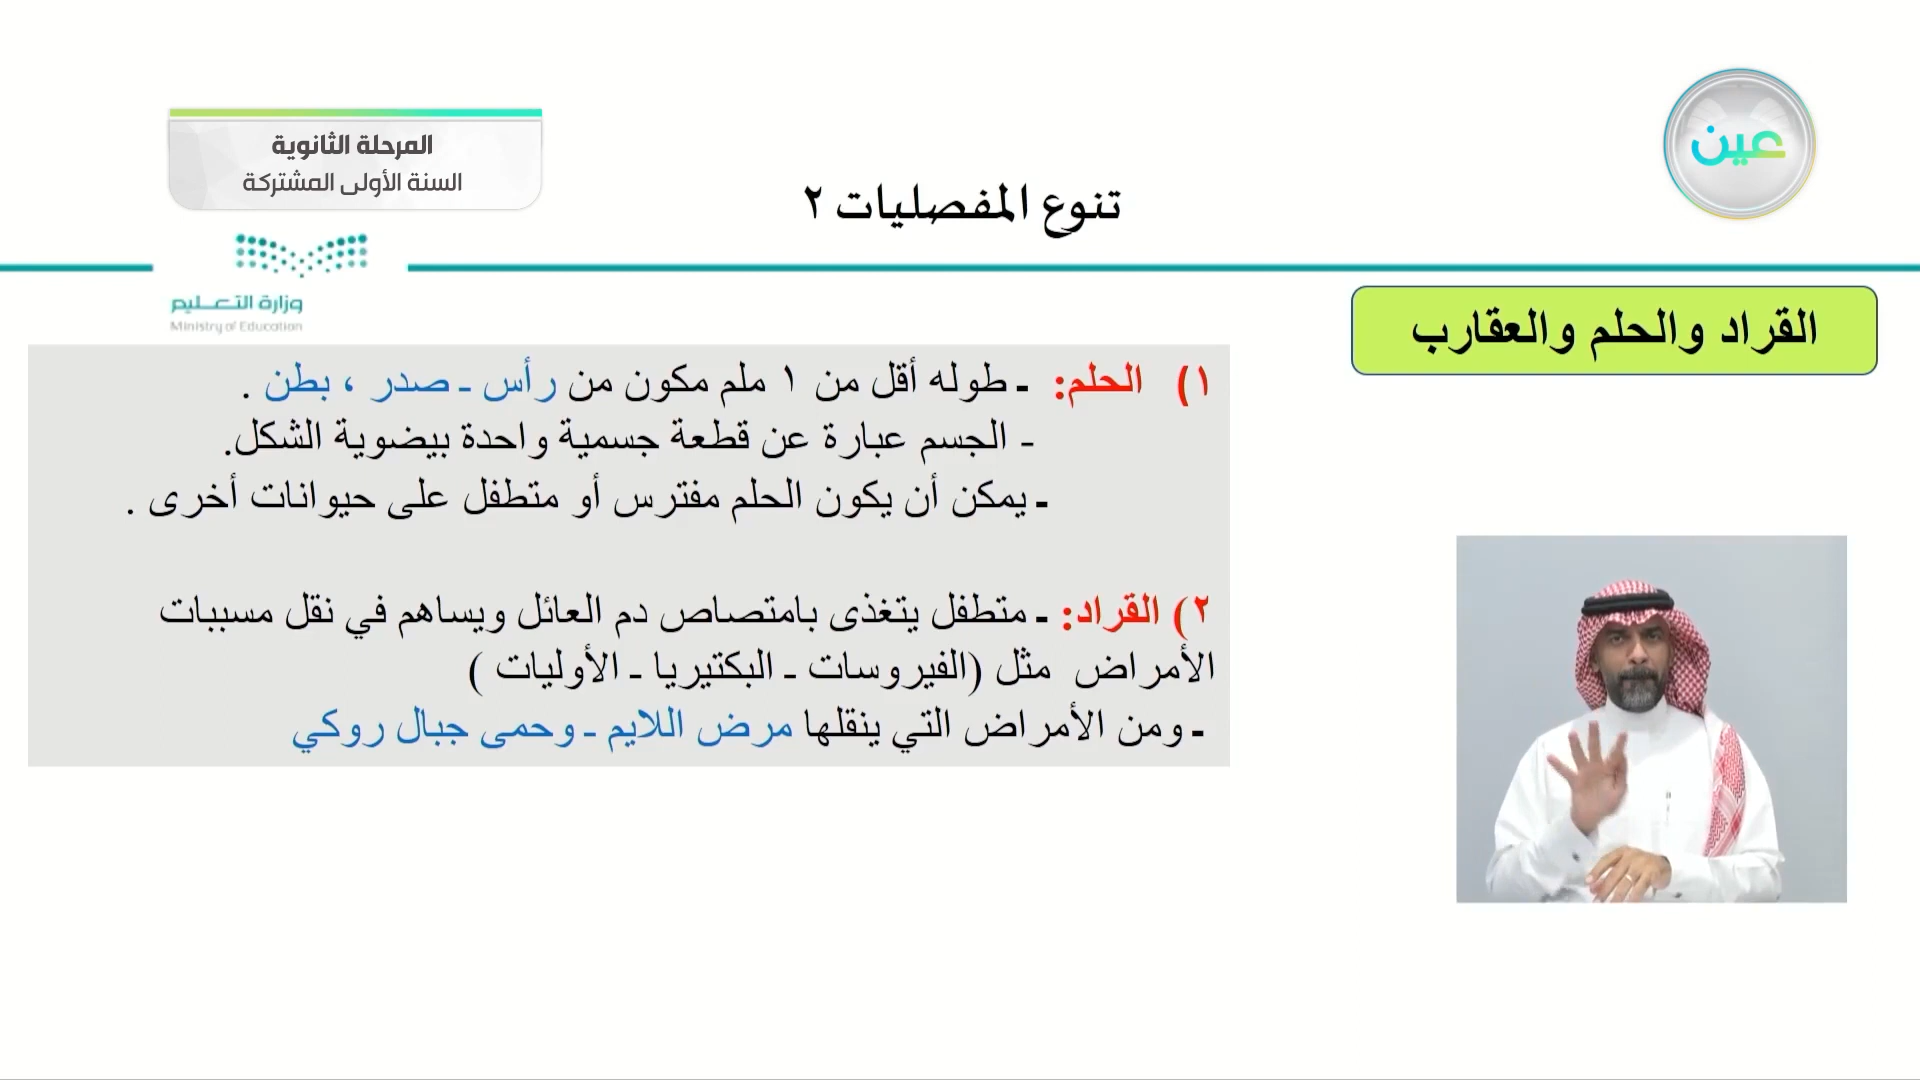 المرحلة الثانوية
السنة الأولى المشتركة
عين
تنوع المفصليات ٢
وزارة التعـــليم
Ministry of Education
القراد والحلم والعقارب
١) الحلم: ـ طوله أقل من ١ ملم مكون من رأس ـ صدر ، بطن .
- الجسم عبارة عن قطعة جسمية واحدة بيضوية الشكل.
ـ يمكن أن يكون الحلم مفترس أو متطفل على حيوانات أخرى .
٢) القراد: ـ متطفل يتغذى بامتصاص دم العائل ويساهم في نقل مسببات
الأمراض مثل (الفيروسات ـ البكتيريا ـ الأوليات )
ـ ومن الأمراض التي ينقلها مرض اللايم ـ وحمى جبال روكي